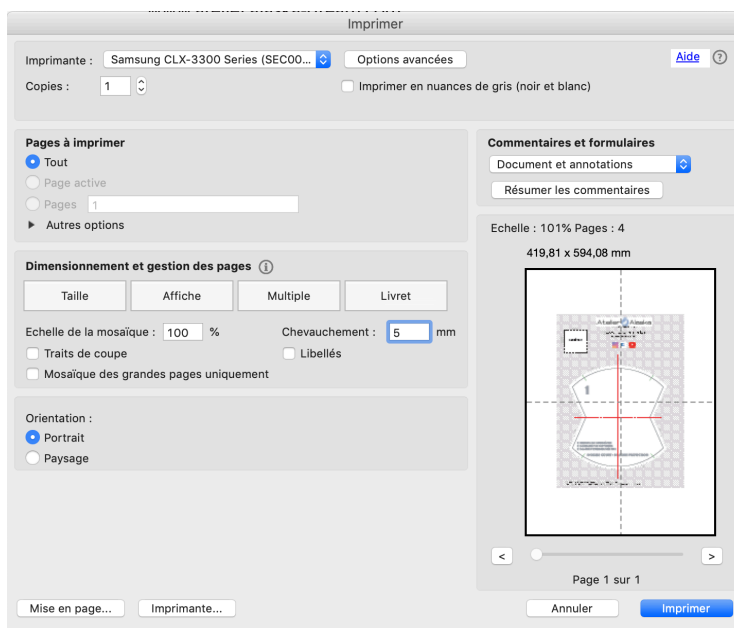 Imprimer
Imprimante : Samsung CLX-3300 Series (SEC00... Options avancées Aide ?
Copies : 1 Imprimer en nuances de gris (noir et blanc)
Pages à imprimer
Tout
Page active
Pages 1
Autres options
Commentaires et formulaires
Document et annotations
Résumer les commentaires
Dimensionnement et gestion des pages
Taille Affiche Multiple Livret
Echelle de la mosaïque : 100 % Chevauchement : 5 mm
Traits de coupe Libellés
Mosaïque des grandes pages uniquement
Orientation :
Portrait
Paysage
Echelle : 101% Pages : 4
419,81 x 594,08 mm
< >
Page 1 sur 1
Mise en page... Imprimante... Annuler Imprimer